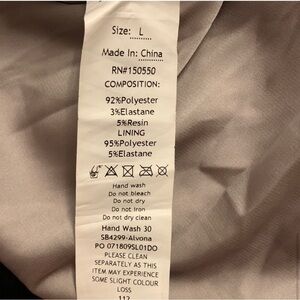 Size: L
Made In: China
RN#150550
COMPOSITION:
92%Polyester
3%Elastane
5%Resin
LINING
95%Polyester
5%Elastane
Hand wash
Do not bleach
Do not dry
Do not iron
Do not dry clean
Hand Wash 30
SB4299-Alvona
PO 071809SL01DO
PLEASE CLEAN
SEPARATELY AS THIS
ITEM MAY EXPERIENCE
SOME SLIGHT COLOUR
LOSS